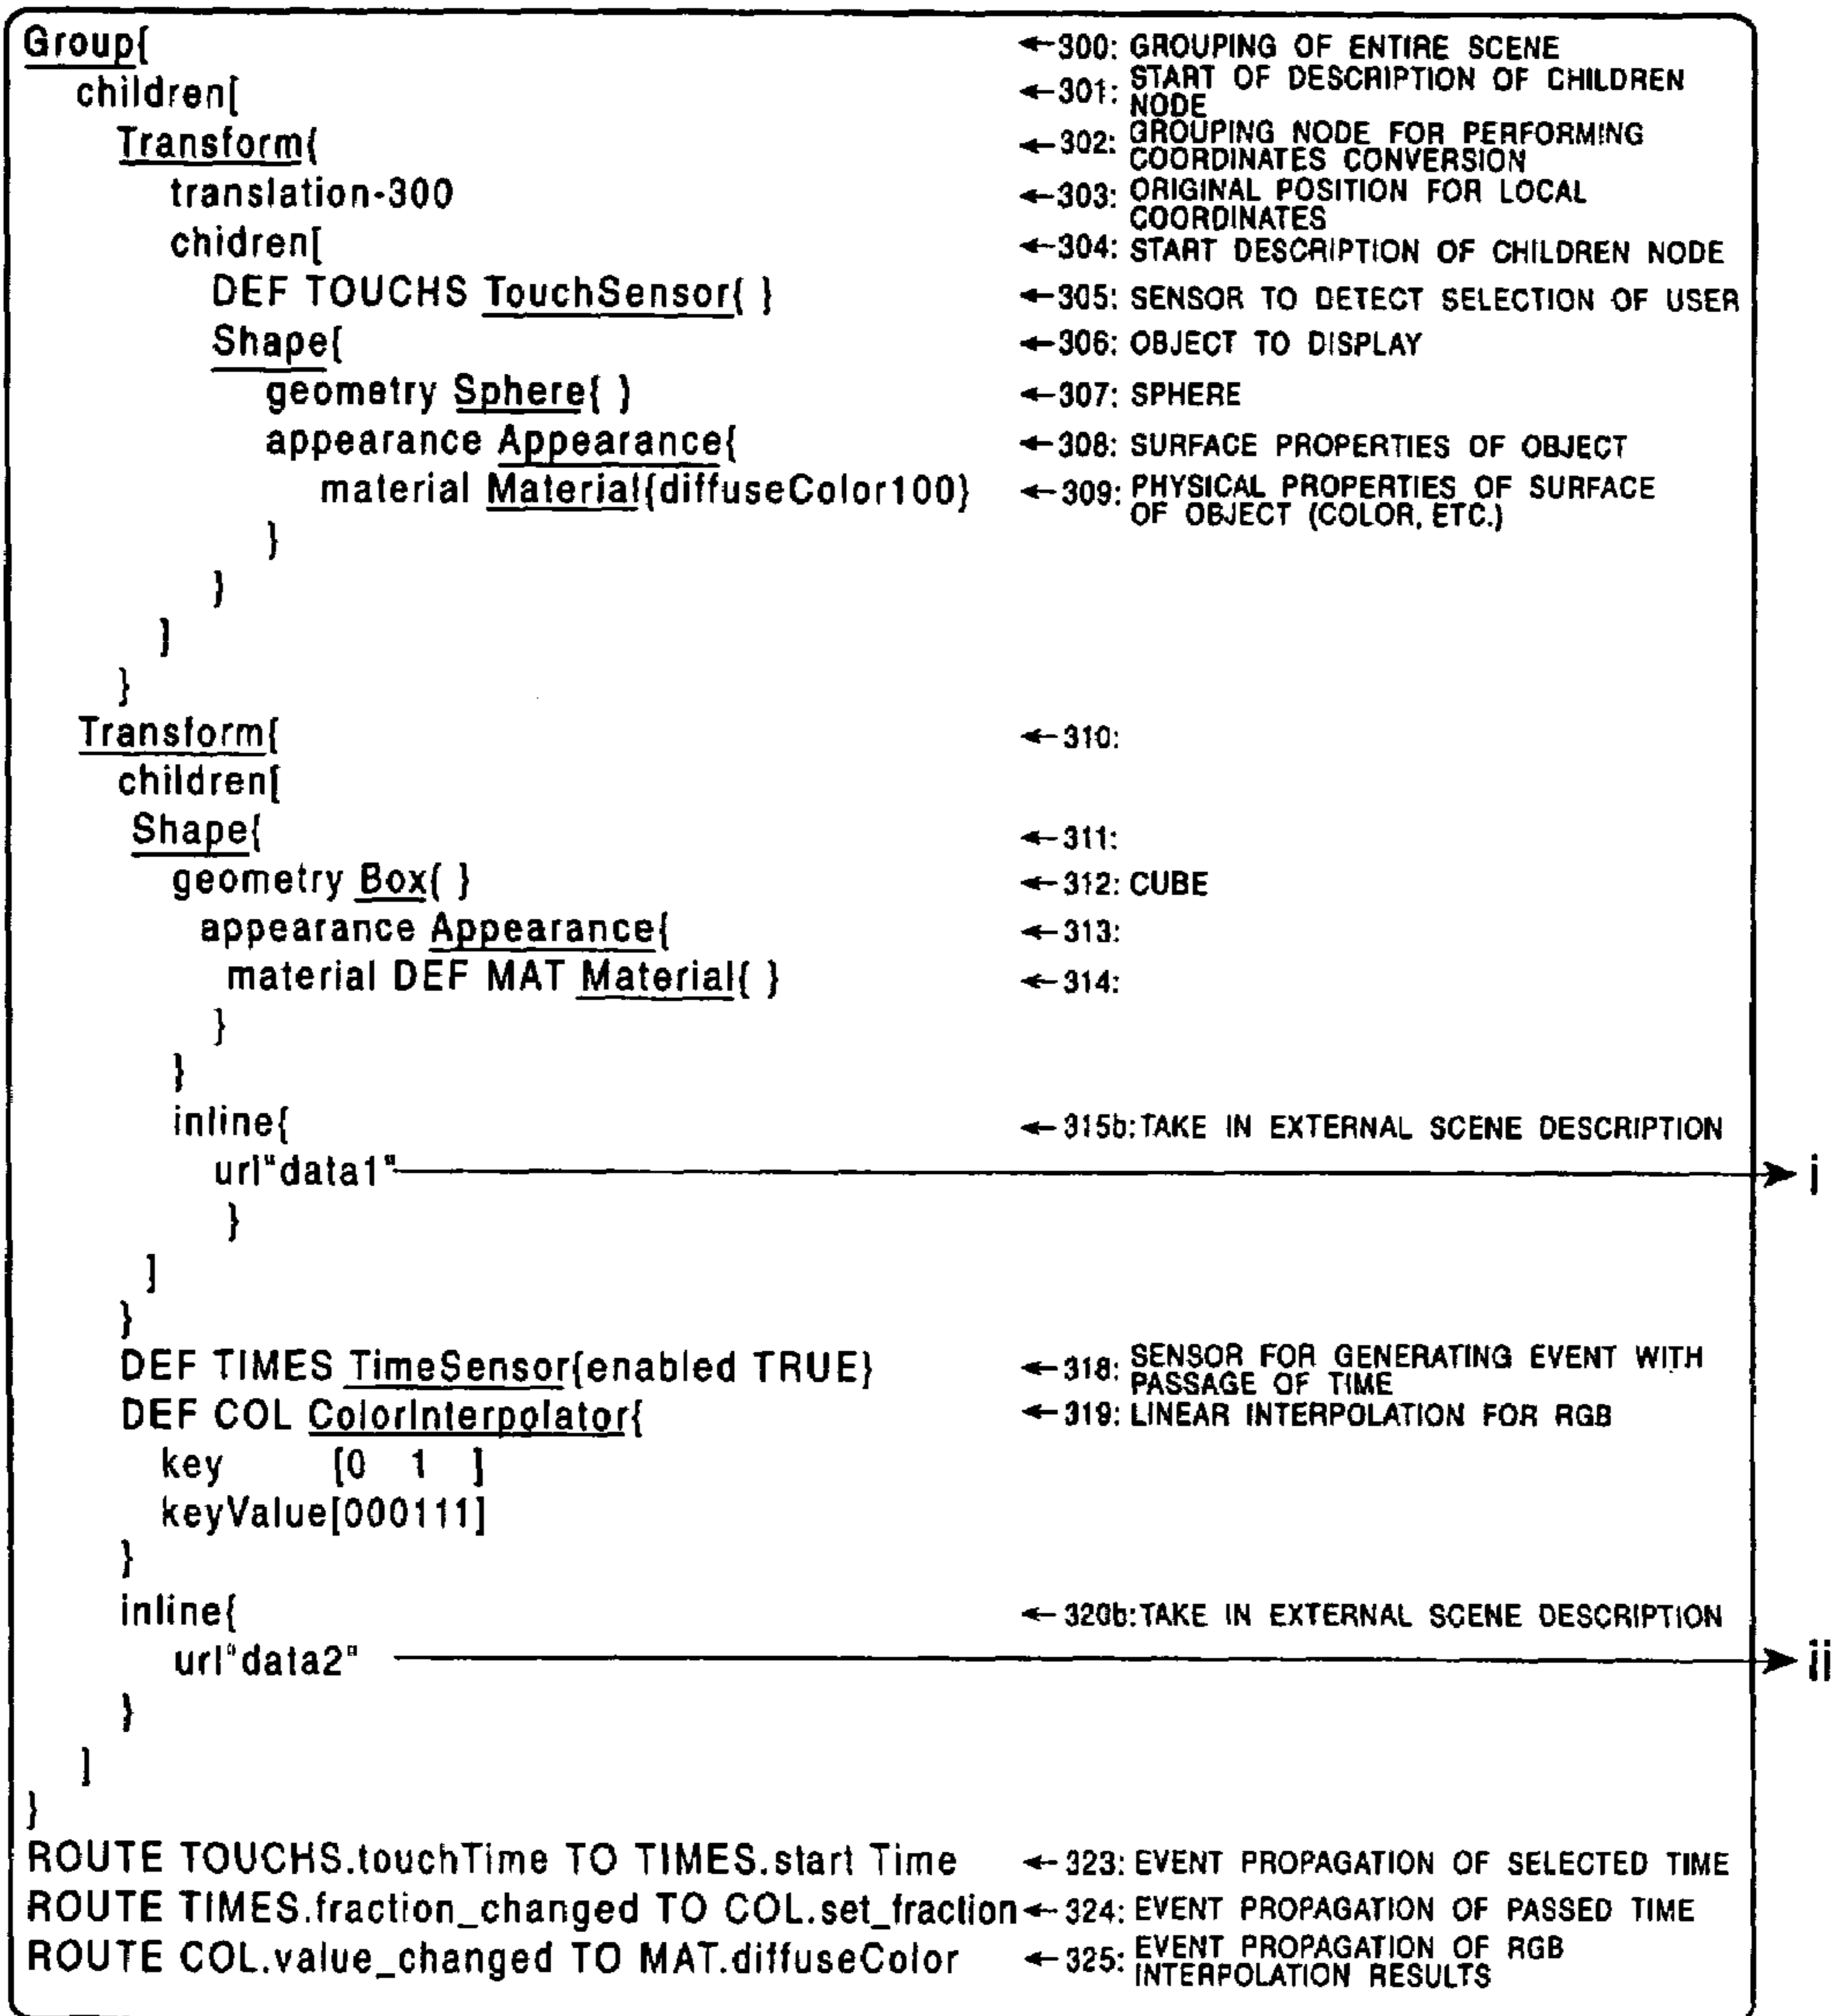 Group{ ←300: GROUPING OF ENTIRE SCENE
children[ ←301: START OF DESCRIPTION OF CHILDREN
NODE
Transform{ ←302: GROUPING NODE FOR PERFORMING
COORDINATES CONVERSION
translation-300 ←303: ORIGINAL POSITION FOR LOCAL
COORDINATES
chidren[ ←304: START DESCRIPTION OF CHILDREN NODE
DEF TOUCHS TouchSensor{ } ←305: SENSOR TO DETECT SELECTION OF USER
Shape{ ←306: OBJECT TO DISPLAY
geometry Sphere{ } ←307: SPHERE
appearance Appearance{ ←308: SURFACE PROPERTIES OF OBJECT
material Material{diffuseColor100} ←309: PHYSICAL PROPERTIES OF SURFACE
OF OBJECT (COLOR, ETC.)
}
}
]
}
Transform{ ←310:
children[
Shape{ ←311:
geometry Box{ } ←312: CUBE
appearance Appearance{ ←313:
material DEF MAT Material{ } ←314:
}
}
inline{ ←315b:TAKE IN EXTERNAL SCENE DESCRIPTION
url"data1" i
}
]
}
DEF TIMES TimeSensor{enabled TRUE} ←318: SENSOR FOR GENERATING EVENT WITH
PASSAGE OF TIME
DEF COL ColorInterpolator{ ←319: LINEAR INTERPOLATION FOR RGB
key [0 1 ]
keyValue[000111]
}
inline{ ←320b:TAKE IN EXTERNAL SCENE DESCRIPTION
url"data2" ii
}
]
}
ROUTE TOUCHS.touchTime TO TIMES.start Time ←323: EVENT PROPAGATION OF SELECTED TIME
ROUTE TIMES.fraction_changed TO COL.set_fraction ←324: EVENT PROPAGATION OF PASSED TIME
ROUTE COL.value_changed TO MAT.diffuseColor ←325: EVENT PROPAGATION OF RGB
INTERPOLATION RESULTS